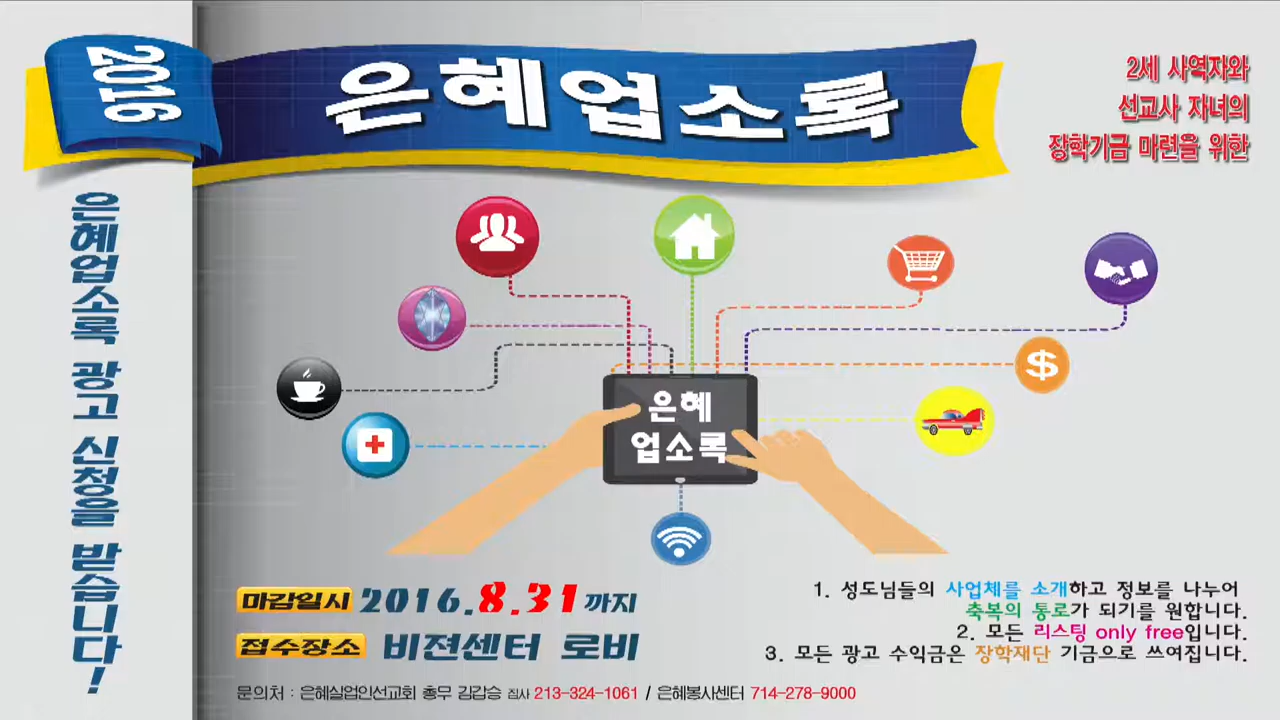 2016
은혜업소록
2세 사역자와
선교사 자녀의
장학기금 마련을 위한
은혜업소록 광고 신청을 받습니다!
$
은혜
업소록
마감일시 2016.8.31까지
접수장소 비젼센터 로비
1. 성도님들의 사업체를 소개하고 정보를 나누어
축복의 통로가 되기를 원합니다.
2. 모든 리스팅 only free입니다.
3. 모든 광고 수익금은 장학재단 기금으로 쓰여집니다.
문의처 : 은혜실업인선교회 총무 김갑승 집사 213-324-1061 / 은혜봉사센터 714-278-9000